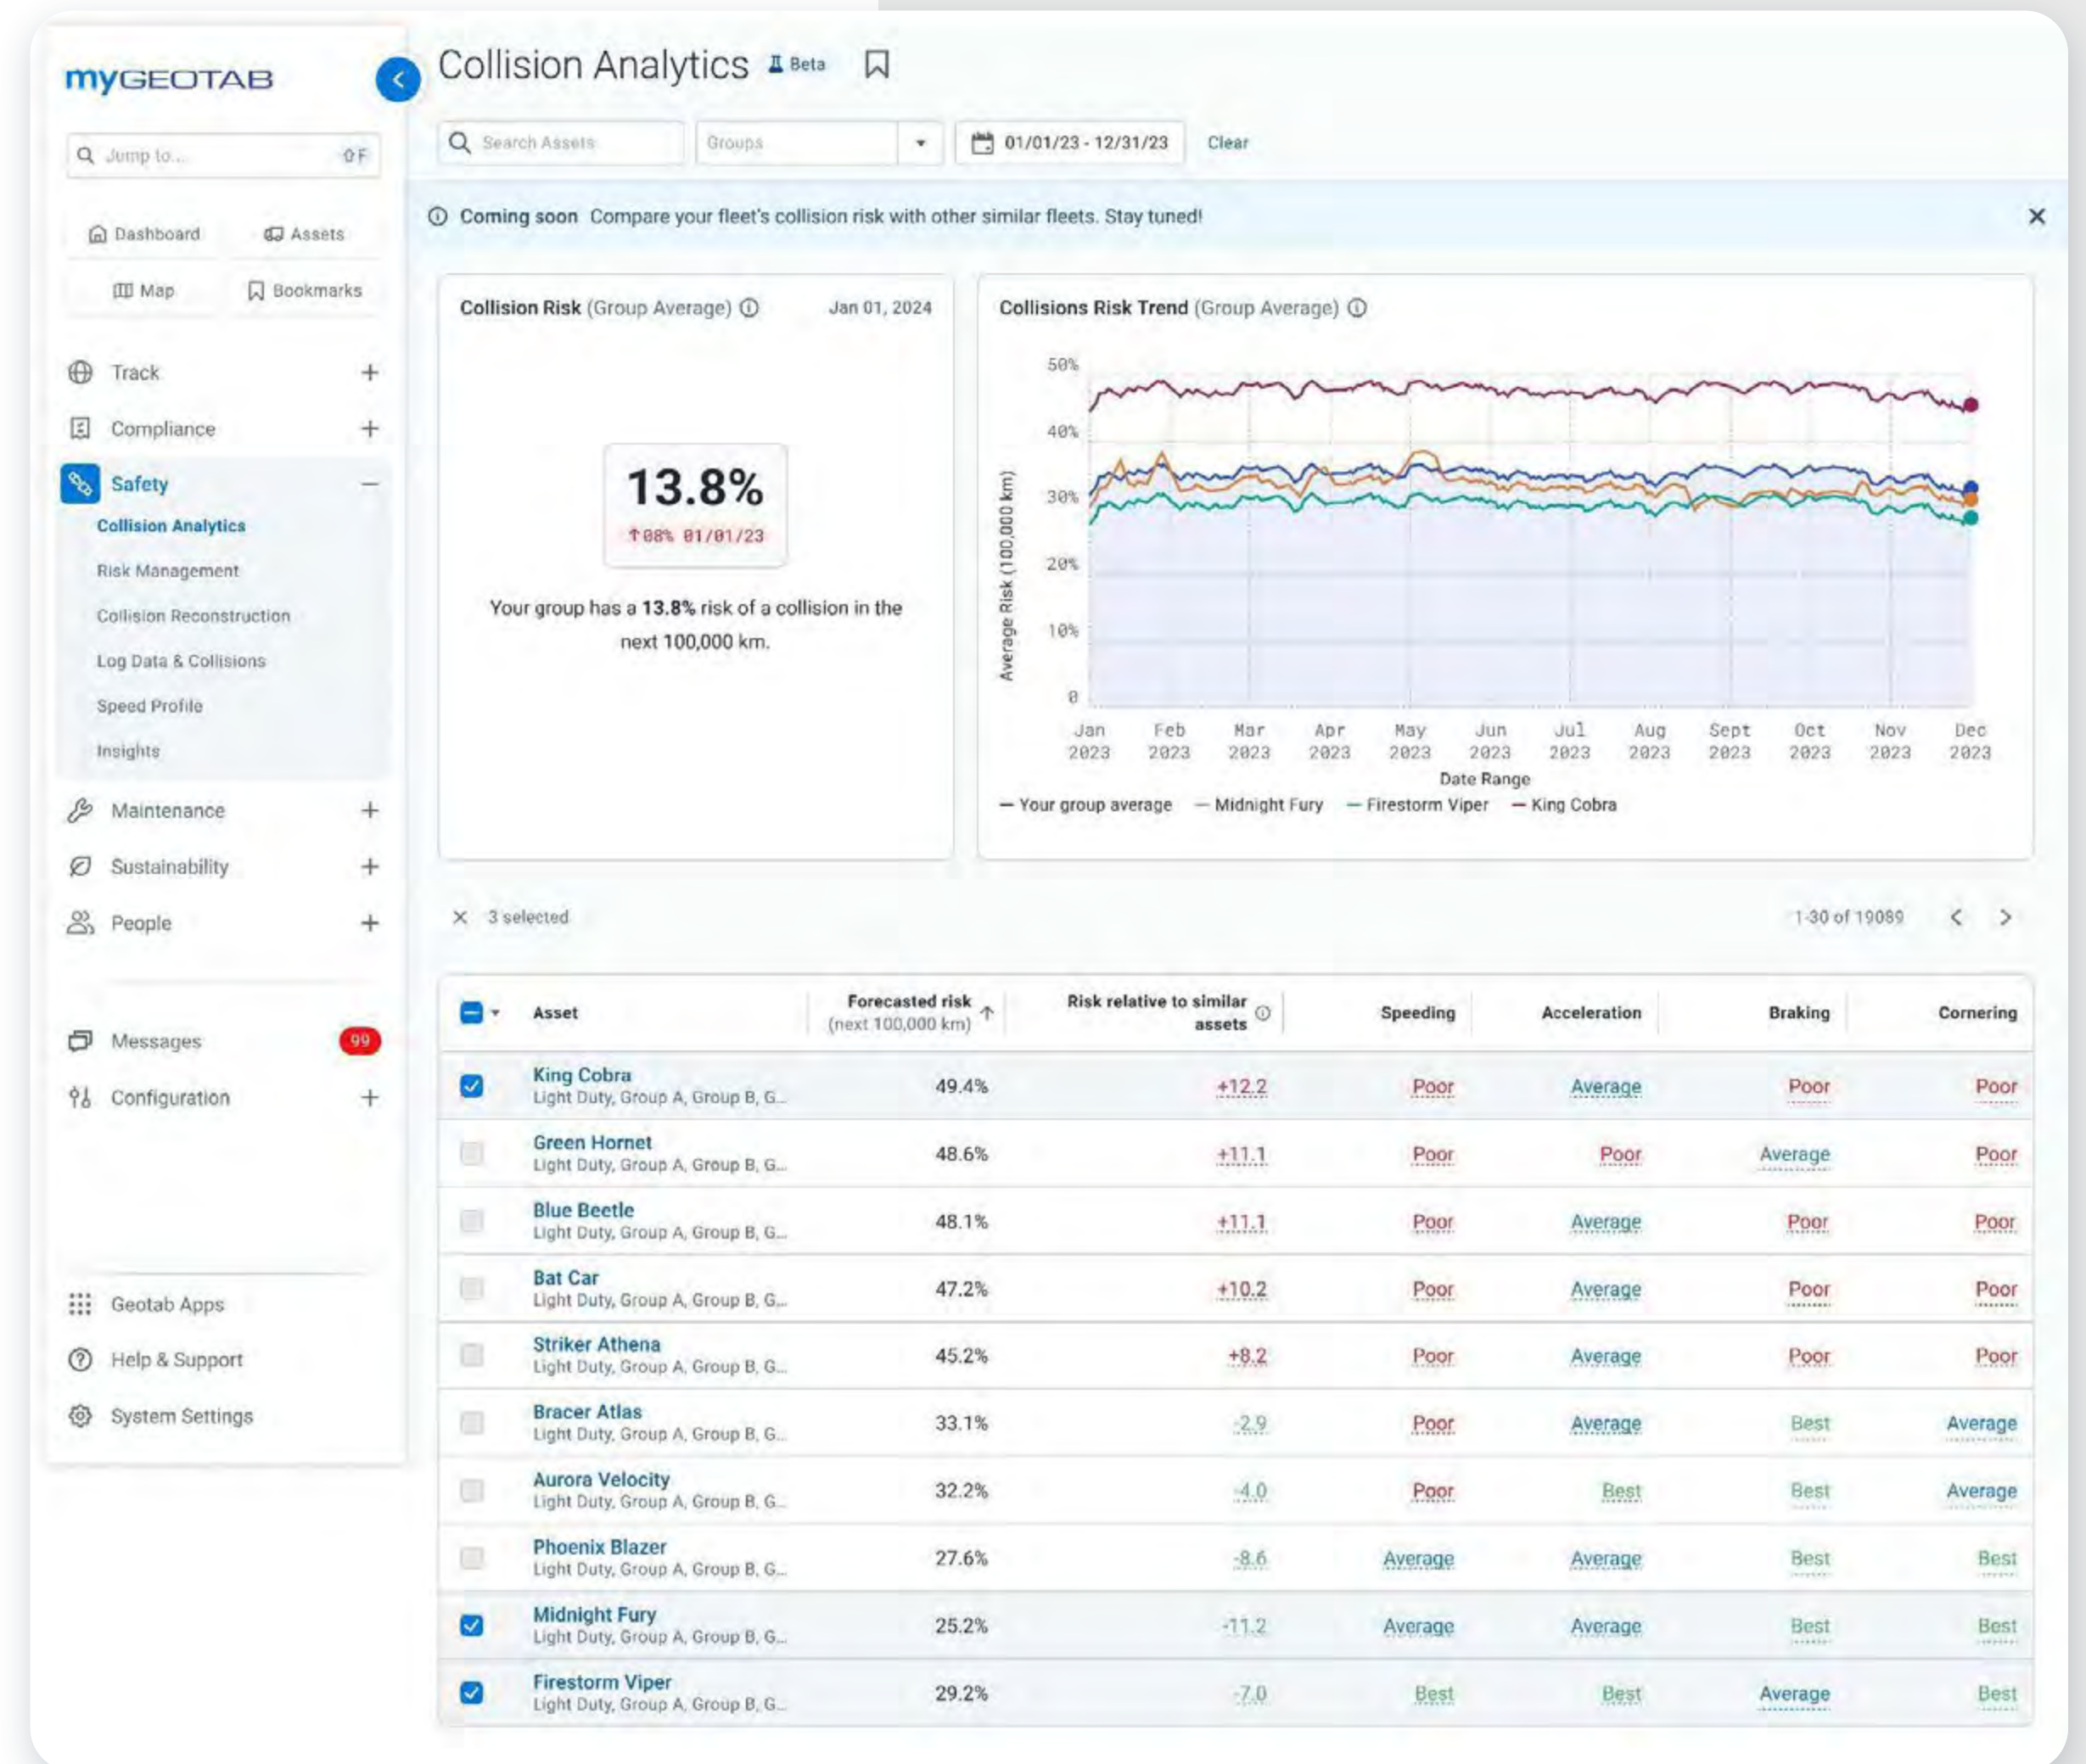 myGEOTAB
Jump to...
⇧F
Dashboard
Assets
Map
Bookmarks
Track
Compliance
Safety
Collision Analytics
Risk Management
Collision Reconstruction
Log Data & Collisions
Speed Profile
Insights
Maintenance
Sustainability
People
Messages 99
Configuration
Geotab Apps
Help & Support
System Settings
Collision Analytics Beta
Search Assets
Groups
01/01/23 - 12/31/23
Clear
Coming soon Compare your fleet's collision risk with other similar fleets. Stay tuned!
Collision Risk (Group Average) Jan 01, 2024
13.8%
↑08% 01/01/23
Your group has a 13.8% risk of a collision in the
next 100,000 km.
Collisions Risk Trend (Group Average)
Average Risk (100,000 km)
50%
40%
30%
20%
10%
0
Jan Feb Mar Apr May Jun Jul Aug Sept Oct Nov Dec
2023 2023 2023 2023 2023 2023 2023 2023 2023 2023 2023 2023
Date Range
Your group average Midnight Fury Firestorm Viper King Cobra
3 selected
1-30 of 19089
Asset Forecasted risk (next 100,000 km) ↑ Risk relative to similar assets Speeding Acceleration Braking Cornering
King Cobra 49.4% +12.2 Poor Average Poor Poor
Light Duty, Group A, Group B, G...
Green Hornet 48.6% +11.1 Poor Poor Average Poor
Light Duty, Group A, Group B, G...
Blue Beetle 48.1% +11.1 Poor Average Poor Poor
Light Duty, Group A, Group B, G...
Bat Car 47.2% +10.2 Poor Average Poor Poor
Light Duty, Group A, Group B, G...
Striker Athena 45.2% +8.2 Poor Average Poor Poor
Light Duty, Group A, Group B, G...
Bracer Atlas 33.1% -2.9 Poor Average Best Average
Light Duty, Group A, Group B, G...
Aurora Velocity 32.2% -4.0 Poor Best Best Average
Light Duty, Group A, Group B, G...
Phoenix Blazer 27.6% -8.6 Average Average Best Best
Light Duty, Group A, Group B, G...
Midnight Fury 25.2% -11.2 Average Average Best Best
Light Duty, Group A, Group B, G...
Firestorm Viper 29.2% -7.0 Best Best Average Best
Light Duty, Group A, Group B, G...